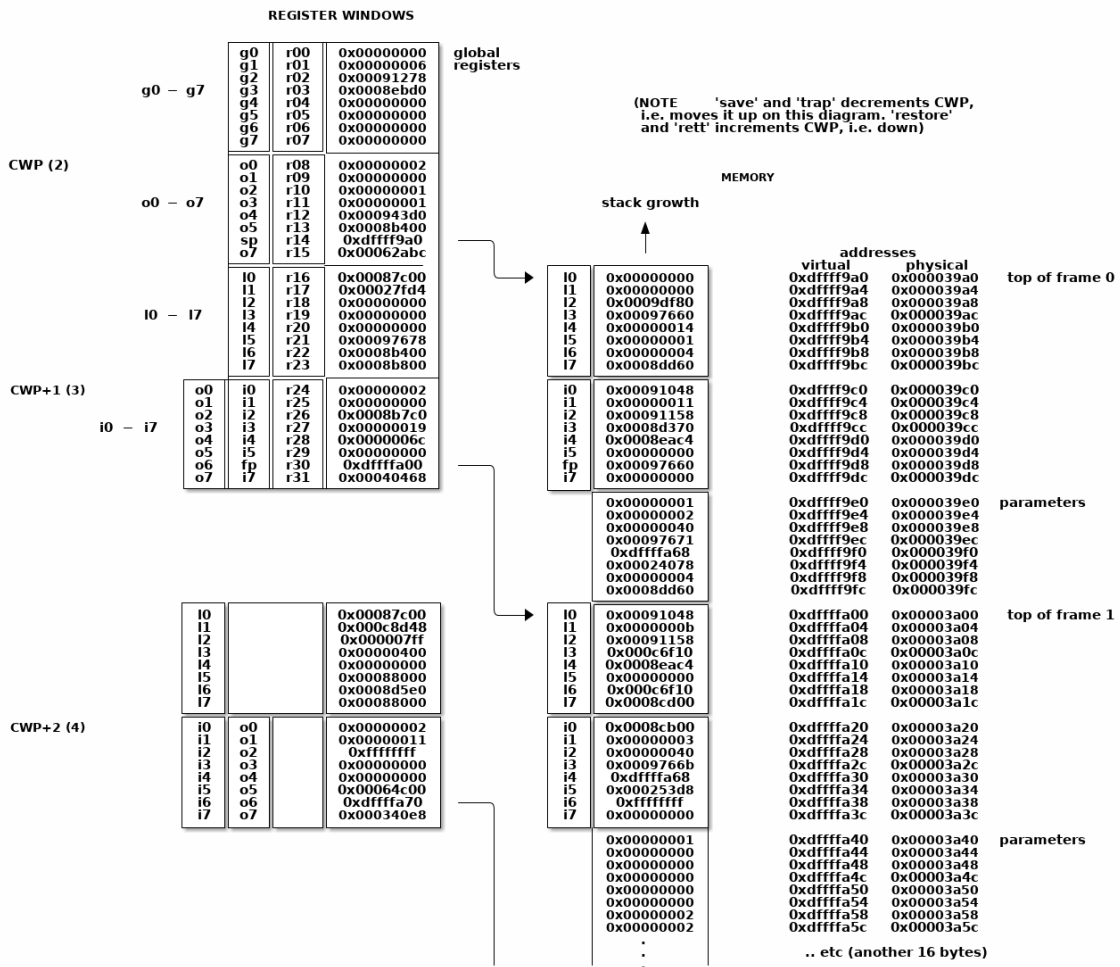 REGISTER WINDOWS
g0 r00 0x00000000 global
g1 r01 0x00000006 registers
g2 r02 0x00091278
g0 – g7 g3 r03 0x0008ebd0
g4 r04 0x00000000
g5 r05 0x00000000
g6 r06 0x00000000
g7 r07 0x00000000
(NOTE 'save' and 'trap' decrements CWP,
i.e. moves it up on this diagram. 'restore'
and 'rett' increments CWP, i.e. down)
CWP (2) o0 r08 0x00000002
o1 r09 0x00000000
o2 r10 0x00000001
o0 – o7 o3 r11 0x00000001
o4 r12 0x000943d0
o5 r13 0x0008b400
sp r14 0xdffff9a0
o7 r15 0x00062abc
MEMORY
stack growth
addresses
virtual physical
l0 r16 0x00087c00 l0 0x00000000 0xdffff9a0 0x000039a0 top of frame 0
l1 r17 0x00027fd4 l1 0x00000000 0xdffff9a4 0x000039a4
l2 r18 0x00000000 l2 0x0009df80 0xdffff9a8 0x000039a8
l0 – l7 l3 r19 0x00000000 l3 0x00097660 0xdffff9ac 0x000039ac
l4 r20 0x00000000 l4 0x00000014 0xdffff9b0 0x000039b0
l5 r21 0x00097678 l5 0x00000001 0xdffff9b4 0x000039b4
l6 r22 0x0008b400 l6 0x00000004 0xdffff9b8 0x000039b8
l7 r23 0x0008b800 l7 0x0008dd60 0xdffff9bc 0x000039bc
CWP+1 (3) o0 i0 r24 0x00000002 i0 0x00091048 0xdffff9c0 0x000039c0
o1 i1 r25 0x00000000 i1 0x00000011 0xdffff9c4 0x000039c4
o2 i2 r26 0x0008b7c0 i2 0x00091158 0xdffff9c8 0x000039c8
i0 – i7 o3 i3 r27 0x00000019 i3 0x0008d370 0xdffff9cc 0x000039cc
o4 i4 r28 0x0000006c i4 0x0008eac4 0xdffff9d0 0x000039d0
o5 i5 r29 0x00000000 i5 0x00000000 0xdffff9d4 0x000039d4
o6 fp r30 0xdffffa00 fp 0x00097660 0xdffff9d8 0x000039d8
o7 i7 r31 0x00040468 i7 0x00000000 0xdffff9dc 0x000039dc
0x00000001 0xdffff9e0 0x000039e0 parameters
0x00000002 0xdffff9e4 0x000039e4
0x00000040 0xdffff9e8 0x000039e8
0x00097671 0xdffff9ec 0x000039ec
0xdffffa68 0xdffff9f0 0x000039f0
0x00024078 0xdffff9f4 0x000039f4
0x00000004 0xdffff9f8 0x000039f8
0x0008dd60 0xdffff9fc 0x000039fc
l0 0x00087c00 l0 0x00091048 0xdffffa00 0x00003a00 top of frame 1
l1 0x000c8d48 l1 0x0000000b 0xdffffa04 0x00003a04
l2 0x000007ff l2 0x00091158 0xdffffa08 0x00003a08
l3 0x00000400 l3 0x000c6f10 0xdffffa0c 0x00003a0c
l4 0x00000000 l4 0x0008eac4 0xdffffa10 0x00003a10
l5 0x00088000 l5 0x00000000 0xdffffa14 0x00003a14
l6 0x0008d5e0 l6 0x000c6f10 0xdffffa18 0x00003a18
l7 0x00088000 l7 0x0008cd00 0xdffffa1c 0x00003a1c
CWP+2 (4) i0 o0 0x00000002 i0 0x0008cb00 0xdffffa20 0x00003a20
i1 o1 0x00000011 i1 0x00000003 0xdffffa24 0x00003a24
i2 o2 0xffffffff i2 0x00000040 0xdffffa28 0x00003a28
i3 o3 0x00000000 i3 0x0009766b 0xdffffa2c 0x00003a2c
i4 o4 0x00000000 i4 0xdffffa68 0xdffffa30 0x00003a30
i5 o5 0x00064c00 i5 0x000253d8 0xdffffa34 0x00003a34
i6 o6 0xdffffa70 i6 0xffffffff 0xdffffa38 0x00003a38
i7 o7 0x000340e8 i7 0x00000000 0xdffffa3c 0x00003a3c
0x00000001 0xdffffa40 0x00003a40 parameters
0x00000000 0xdffffa44 0x00003a44
0x00000000 0xdffffa48 0x00003a48
0x00000000 0xdffffa4c 0x00003a4c
0x00000000 0xdffffa50 0x00003a50
0x00000000 0xdffffa54 0x00003a54
0x00000002 0xdffffa58 0x00003a58
0x00000002 0xdffffa5c 0x00003a5c
.. etc (another 16 bytes)